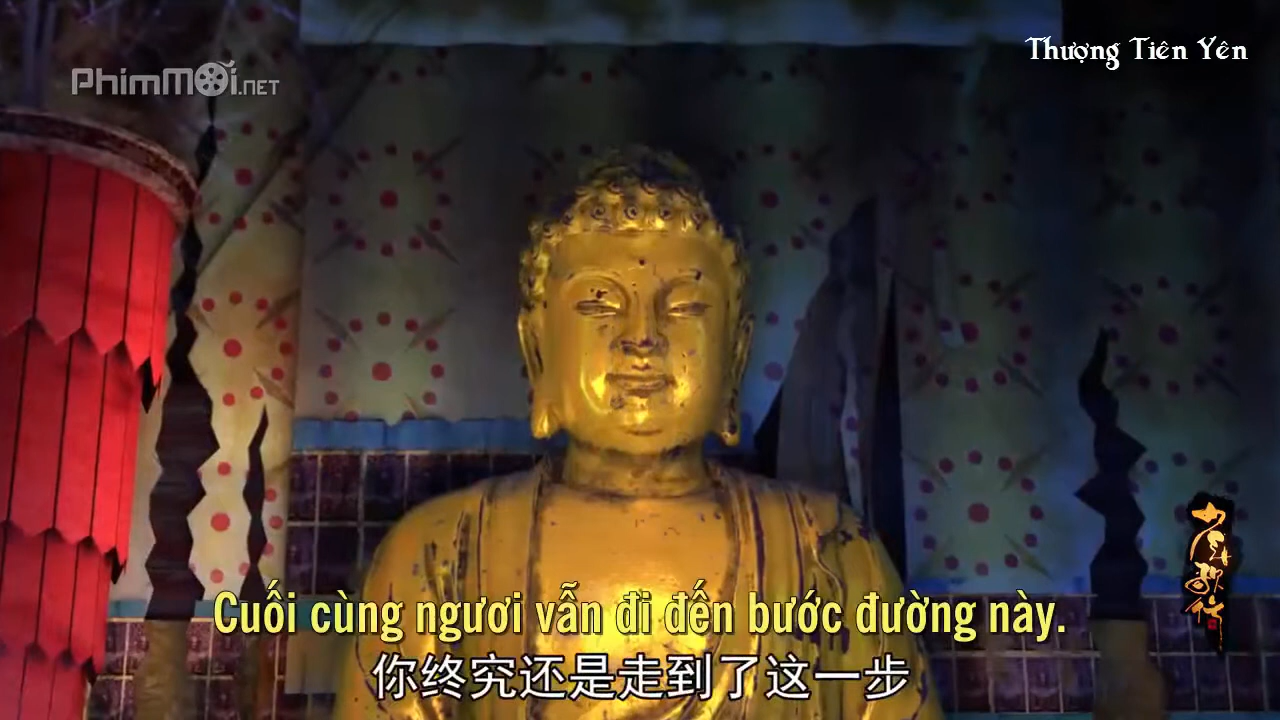 Thượng Tiên Yên
PhimMới.NET
Cuối cùng ngươi vẫn đi đến bước đường này.
你终究还是走到了这一步